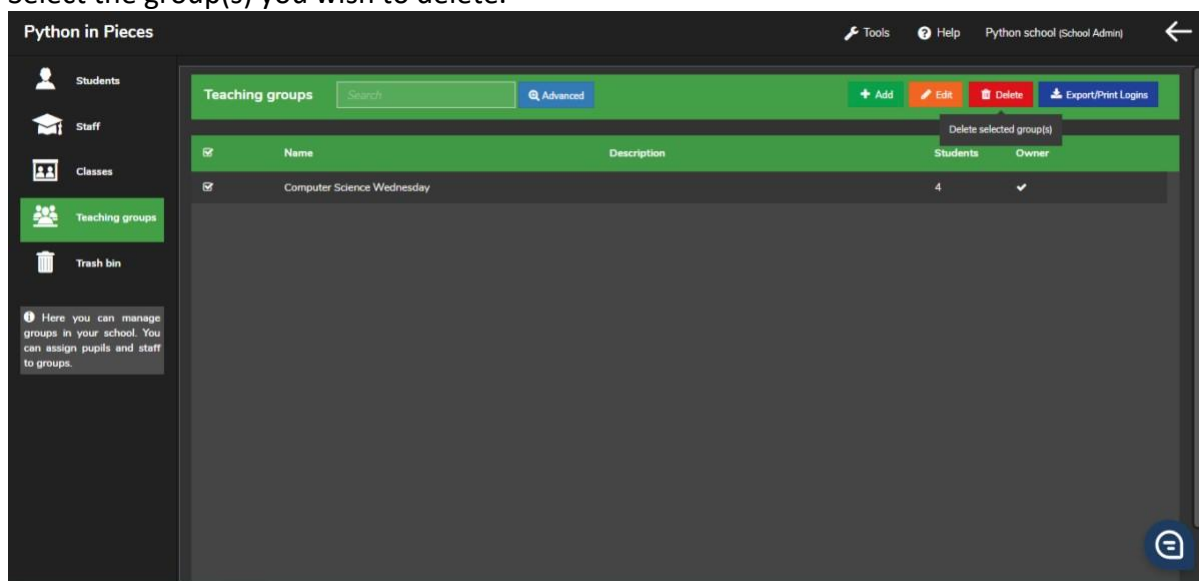 Select the group(s) you wish to delete.
Python in Pieces
Tools
Help
Python school (School Admin)
Students
Staff
Classes
Teaching groups
Trash bin
Here you can manage
groups in your school. You
can assign pupils and staff
to groups.
Teaching groups
Search
Advanced
+ Add
Edit
Delete
Export/Print Logins
Delete selected group(s)
Name
Description
Students
Owner
Computer Science Wednesday
4